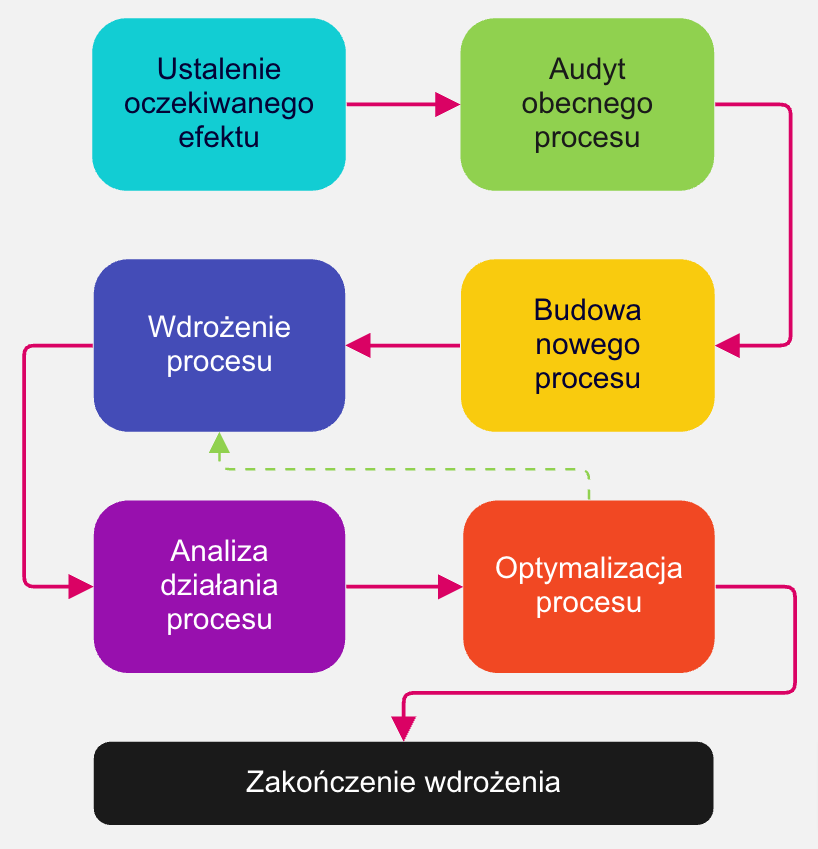 Ustalenie
oczekiwanego
efektu
Audyt
obecnego
procesu
Budowa
nowego
procesu
Wdrożenie
procesu
Analiza
działania
procesu
Optymalizacja
procesu
Zakończenie wdrożenia